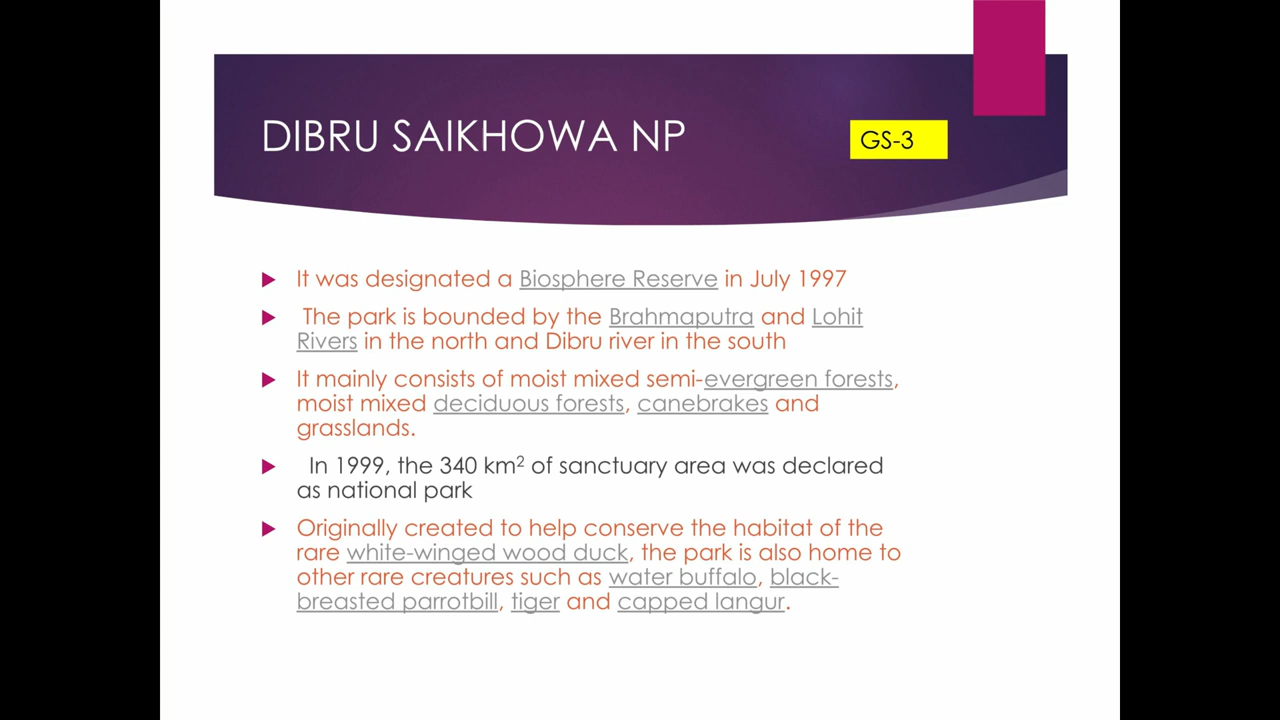 DIBRU SAIKHOWA NP
GS-3
It was designated a Biosphere Reserve in July 1997
The park is bounded by the Brahmaputra and Lohit
Rivers in the north and Dibru river in the south
It mainly consists of moist mixed semi-evergreen forests,
moist mixed deciduous forests, canebrakes and
grasslands.
In 1999, the 340 km² of sanctuary area was declared
as national park
Originally created to help conserve the habitat of the
rare white-winged wood duck, the park is also home to
other rare creatures such as water buffalo, black-
breasted parrotbill, tiger and capped langur.